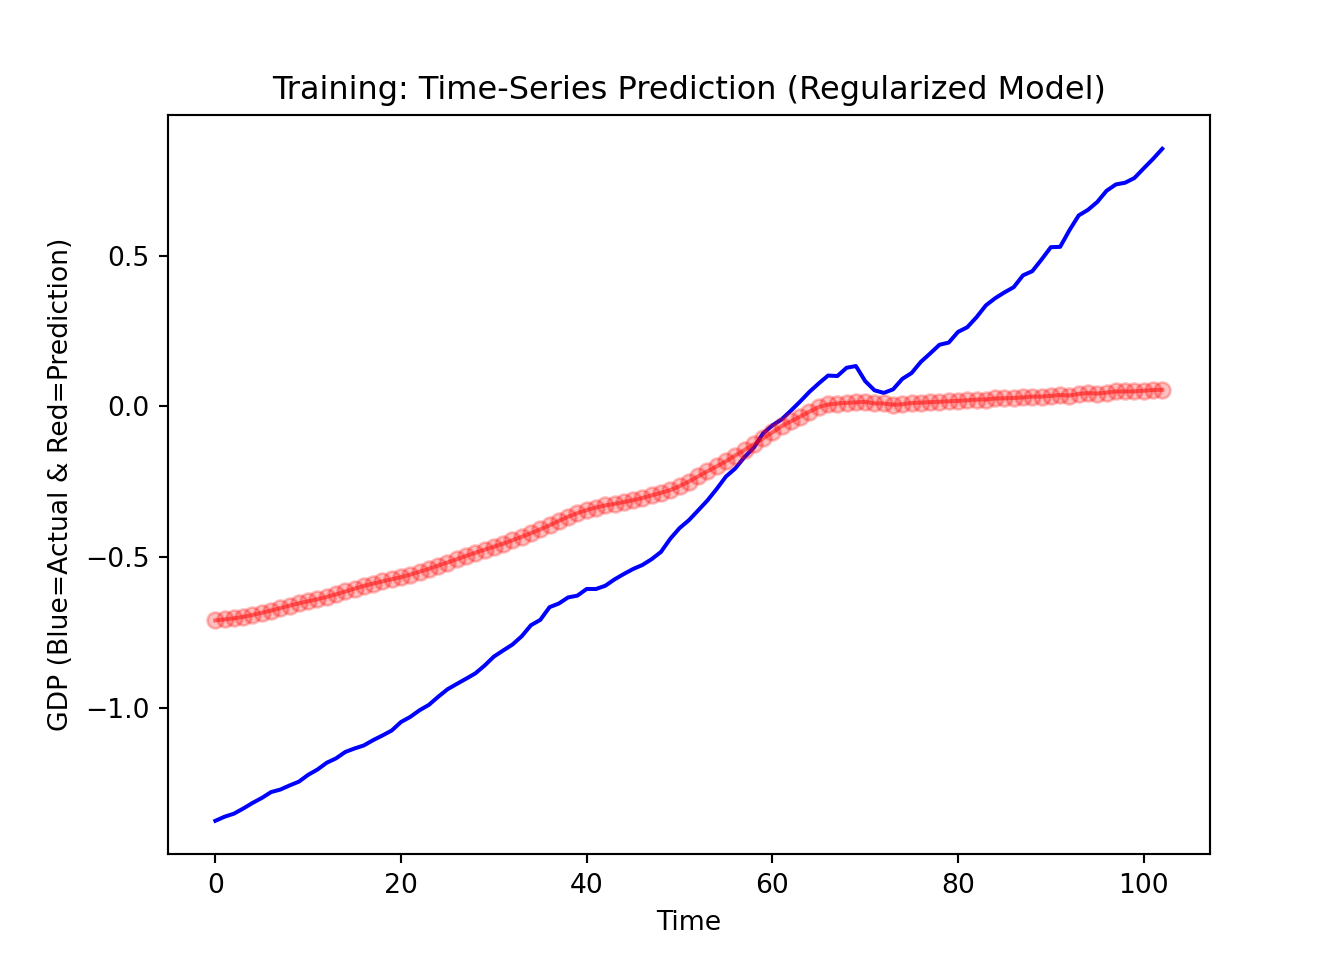 Training: Time-Series Prediction (Regularized Model)
GDP (Blue=Actual & Red=Prediction)
0.5
0.0
−0.5
−1.0
0 20 40 60 80 100
Time